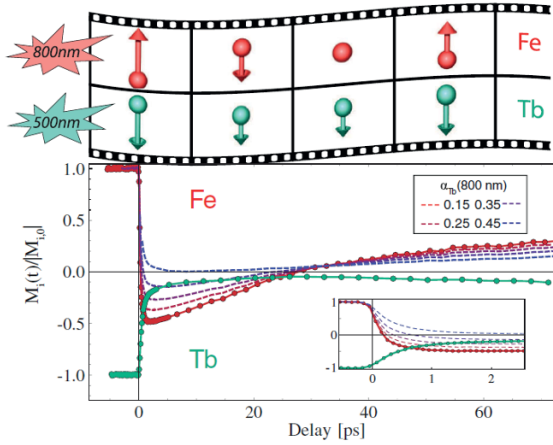 800nm
Fe
500nm
Tb
1.0
0.5
0.0
-0.5
-1.0
M_i(t)/|M_{i,0}|
Fe
Tb
α_Tb(800 nm)
0.15 0.35
0.25 0.45
1
0
-1
0 1 2
0 20 40 60
Delay [ps]